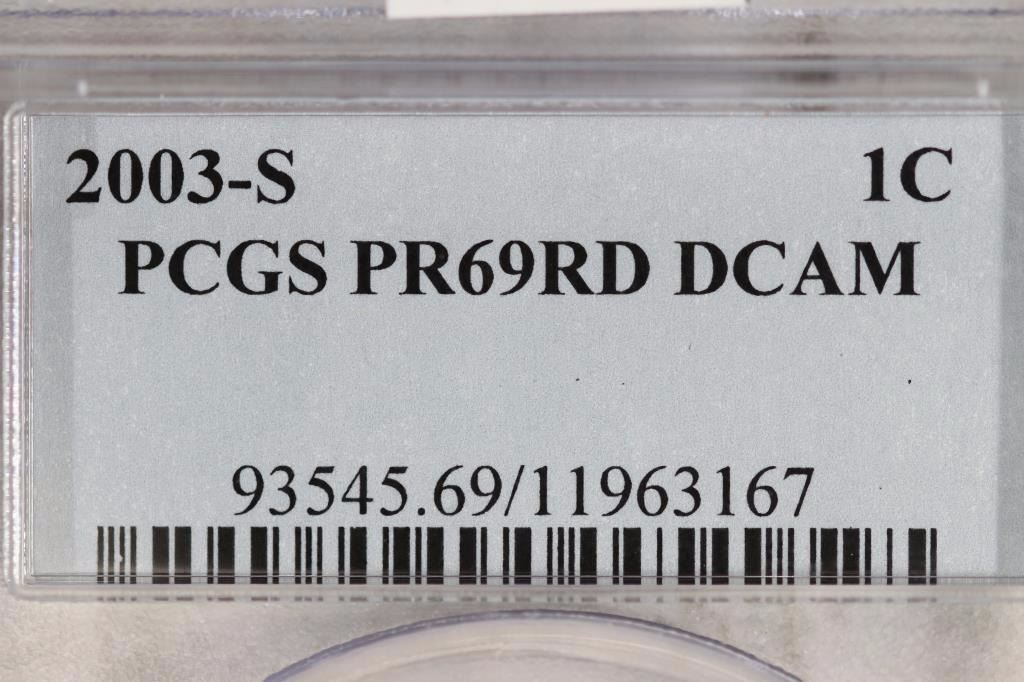 2003-S 1C
PCGS PR69RD DCAM
93545.69/11963167